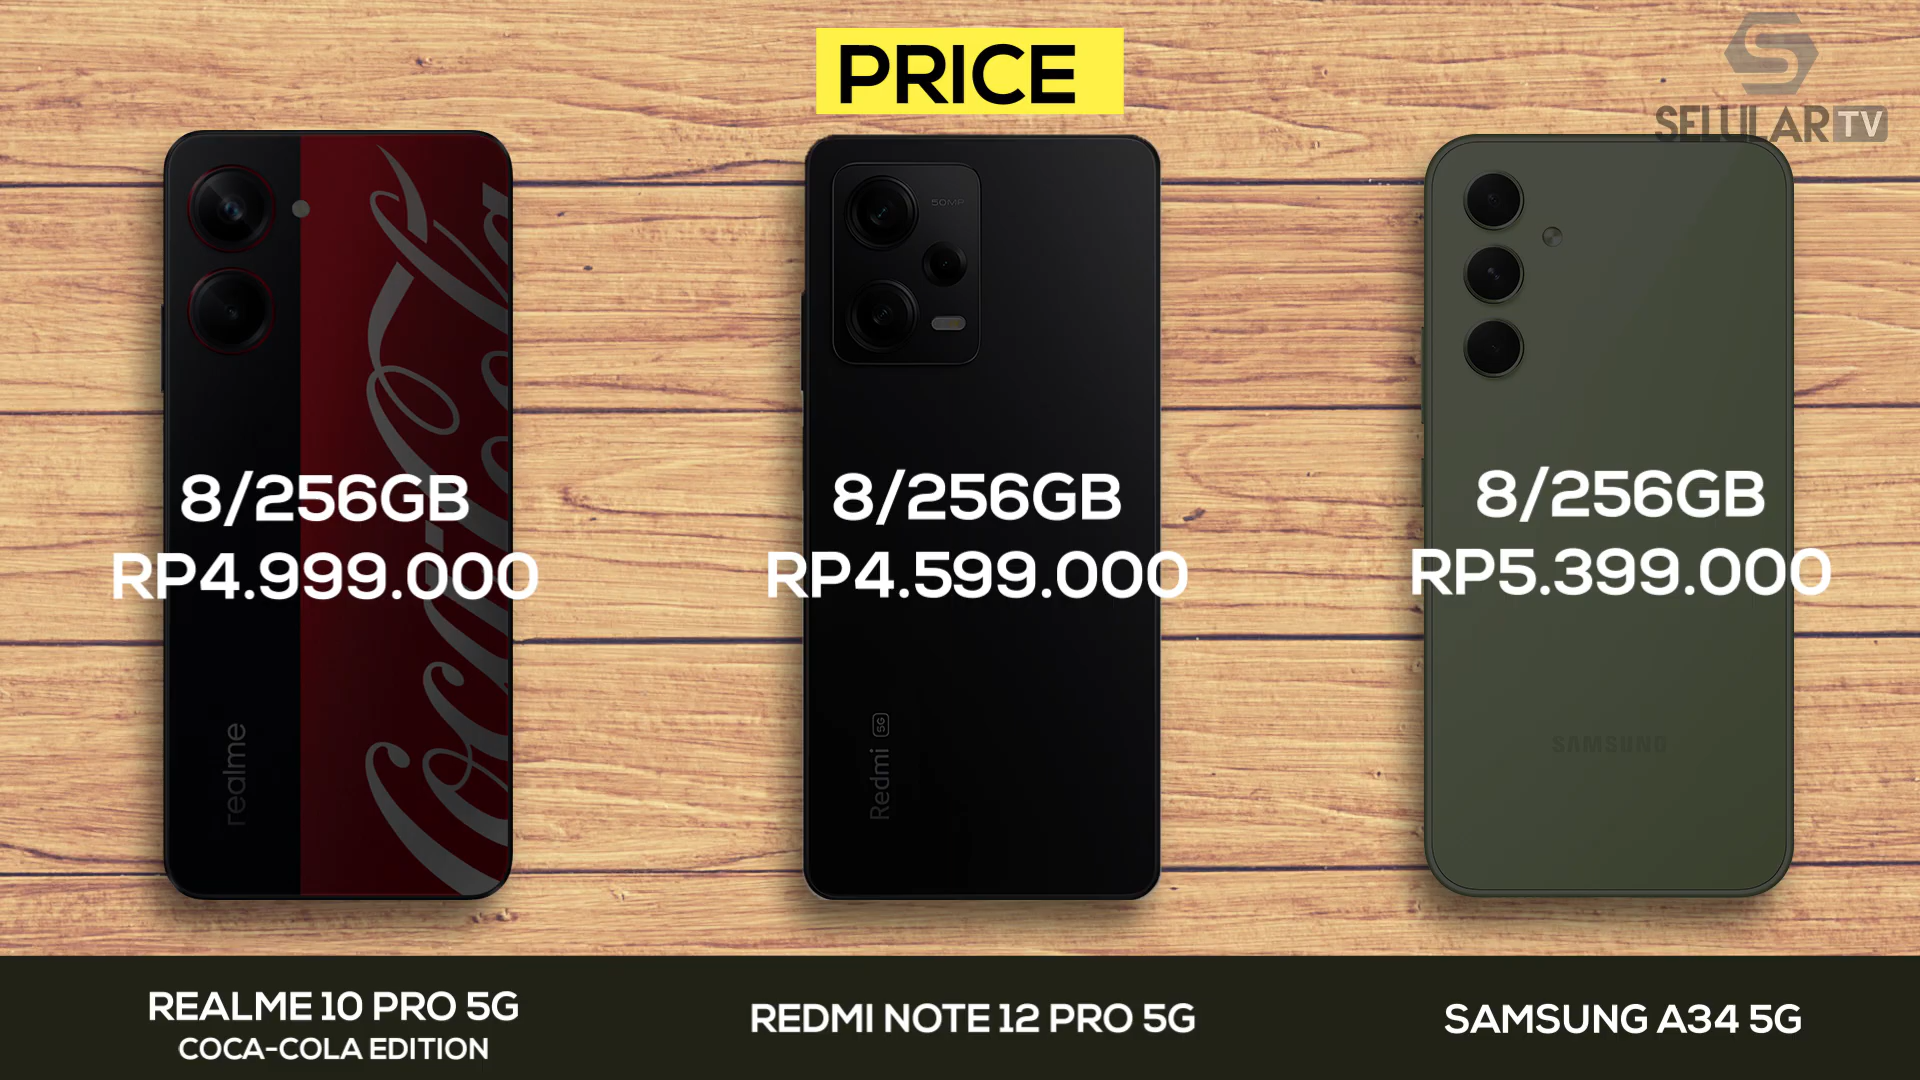 PRICE
SELULAR TV
50MP
Coca-Cola
8/256GB
RP4.999.000
8/256GB
RP4.599.000
8/256GB
RP5.399.000
realme
Redmi 5G
SAMSUNG
REALME 10 PRO 5G
COCA-COLA EDITION
REDMI NOTE 12 PRO 5G
SAMSUNG A34 5G